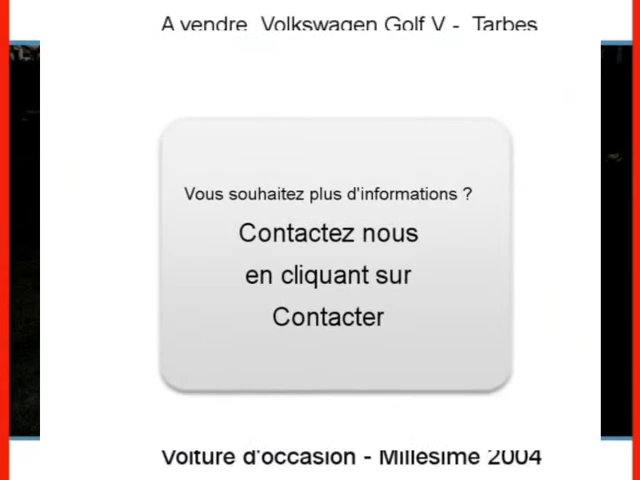 A vendre Volkswagen Golf V - Tarbes
Vous souhaitez plus d'informations ?
Contactez nous
en cliquant sur
Contacter
Voiture d'occasion - Millesime 2004